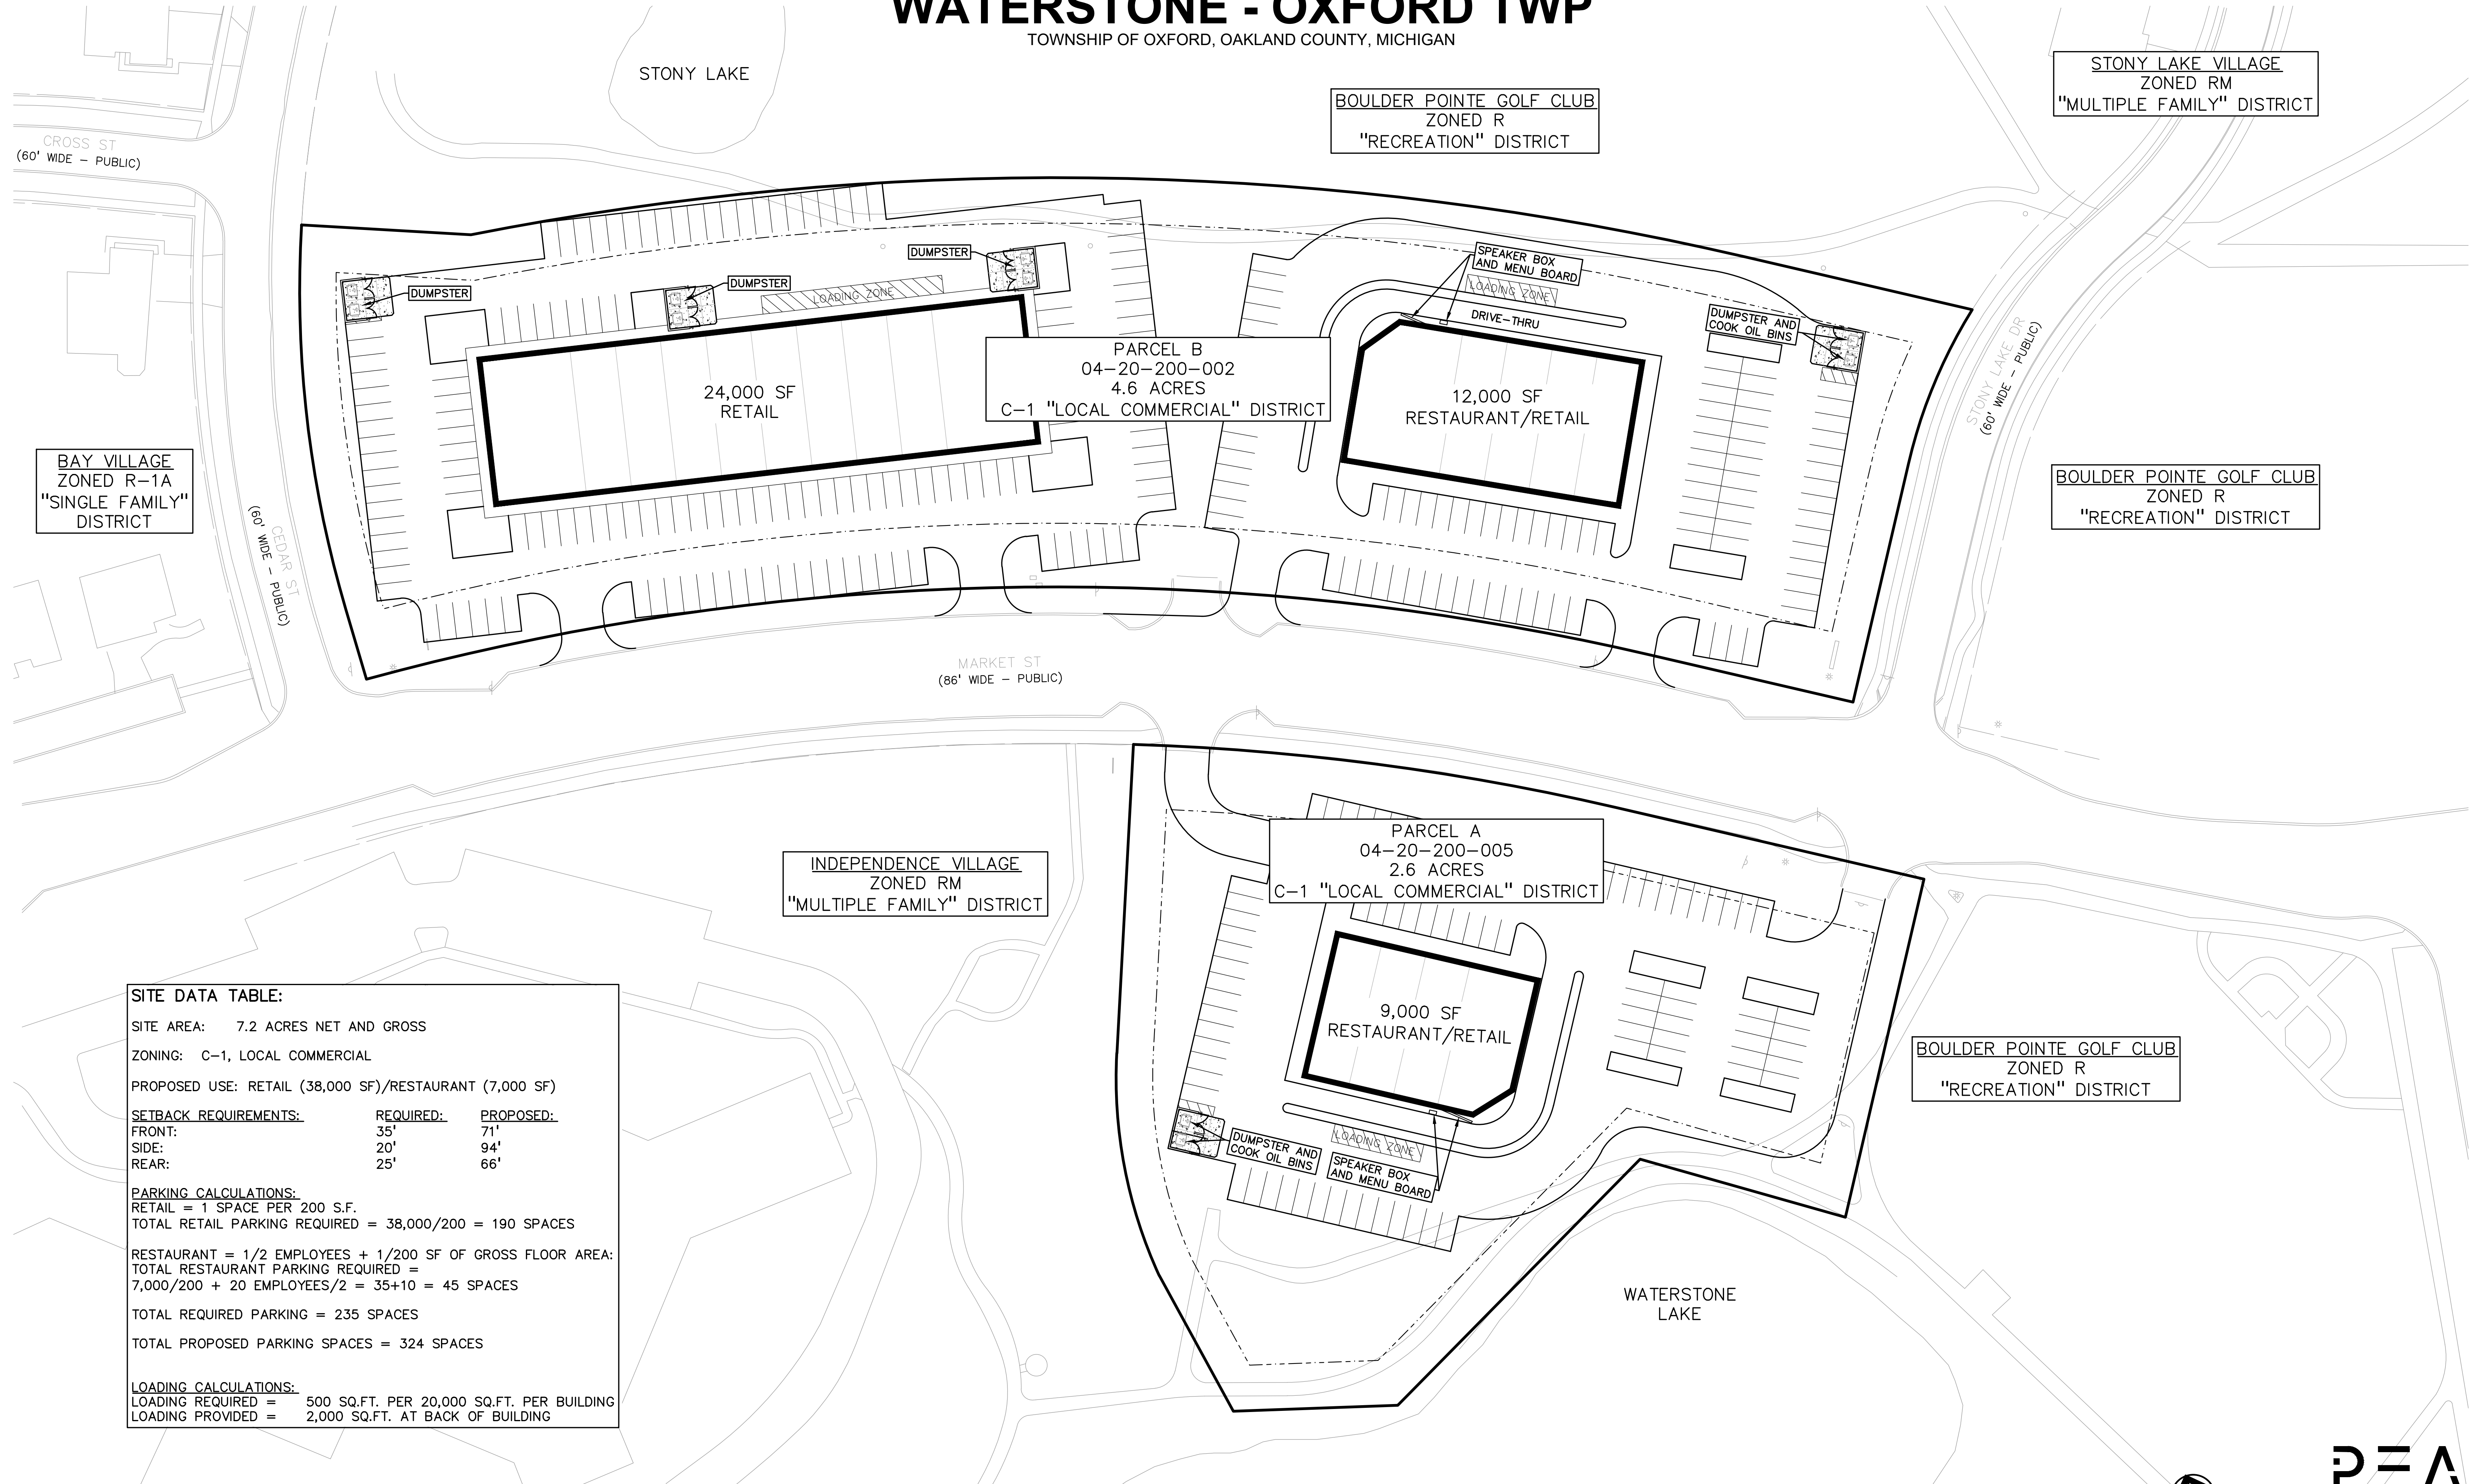 WATERSTONE - OXFORD TWP
TOWNSHIP OF OXFORD, OAKLAND COUNTY, MICHIGAN
STONY LAKE
BOULDER POINTE GOLF CLUB
ZONED R
"RECREATION" DISTRICT
STONY LAKE VILLAGE
ZONED RM
"MULTIPLE FAMILY" DISTRICT
CROSS ST
(60' WIDE - PUBLIC)
DUMPSTER
DUMPSTER
DUMPSTER
LOADING ZONE
SPEAKER BOX
AND MENU BOARD
LOADING ZONE
DRIVE-THRU
DUMPSTER AND
COOK OIL BINS
24,000 SF
RETAIL
PARCEL B
04-20-200-002
4.6 ACRES
C-1 "LOCAL COMMERCIAL" DISTRICT
12,000 SF
RESTAURANT/RETAIL
STONY LAKE DR
(60' WIDE - PUBLIC)
BAY VILLAGE
ZONED R-1A
"SINGLE FAMILY"
DISTRICT
CEDAR ST
(60' WIDE - PUBLIC)
BOULDER POINTE GOLF CLUB
ZONED R
"RECREATION" DISTRICT
MARKET ST
(86' WIDE - PUBLIC)
INDEPENDENCE VILLAGE
ZONED RM
"MULTIPLE FAMILY" DISTRICT
PARCEL A
04-20-200-005
2.6 ACRES
C-1 "LOCAL COMMERCIAL" DISTRICT
9,000 SF
RESTAURANT/RETAIL
DUMPSTER AND
COOK OIL BINS
LOADING ZONE
SPEAKER BOX
AND MENU BOARD
BOULDER POINTE GOLF CLUB
ZONED R
"RECREATION" DISTRICT
WATERSTONE
LAKE
SITE DATA TABLE:
SITE AREA: 7.2 ACRES NET AND GROSS
ZONING: C-1, LOCAL COMMERCIAL
PROPOSED USE: RETAIL (38,000 SF)/RESTAURANT (7,000 SF)
SETBACK REQUIREMENTS: REQUIRED: PROPOSED:
FRONT: 35' 71'
SIDE: 20' 94'
REAR: 25' 66'
PARKING CALCULATIONS:
RETAIL = 1 SPACE PER 200 S.F.
TOTAL RETAIL PARKING REQUIRED = 38,000/200 = 190 SPACES
RESTAURANT = 1/2 EMPLOYEES + 1/200 SF OF GROSS FLOOR AREA:
TOTAL RESTAURANT PARKING REQUIRED =
7,000/200 + 20 EMPLOYEES/2 = 35+10 = 45 SPACES
TOTAL REQUIRED PARKING = 235 SPACES
TOTAL PROPOSED PARKING SPACES = 324 SPACES
LOADING CALCULATIONS:
LOADING REQUIRED = 500 SQ.FT. PER 20,000 SQ.FT. PER BUILDING
LOADING PROVIDED = 2,000 SQ.FT. AT BACK OF BUILDING
PEA